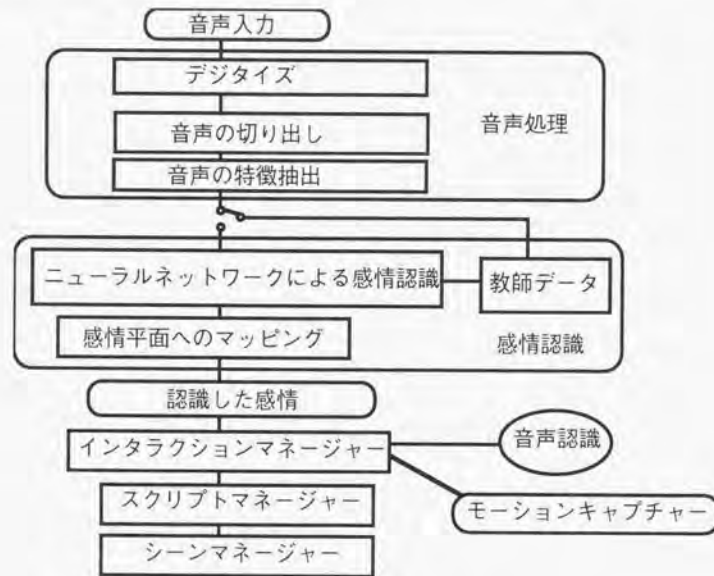 音声入力
デジタイズ
音声の切り出し
音声処理
音声の特徴抽出
ニューラルネットワークによる感情認識
教師データ
感情平面へのマッピング
感情認識
認識した感情
インタラクションマネージャー
音声認識
スクリプトマネージャー
モーションキャプチャー
シーンマネージャー